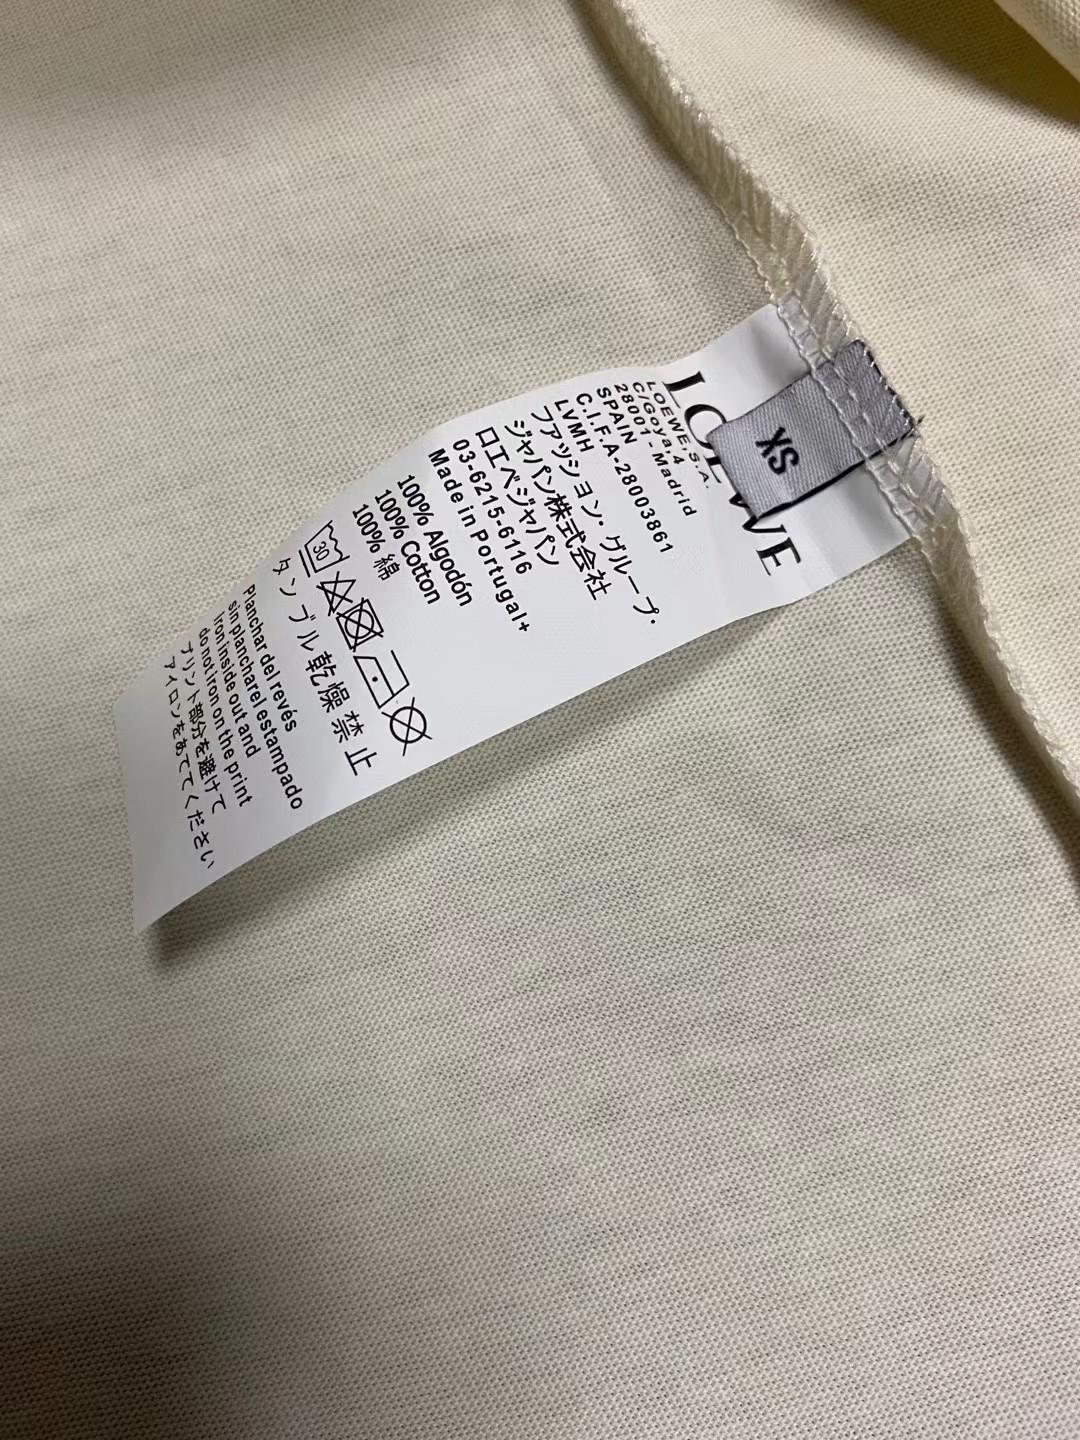 LOEWE
XS
LOEWE,S.A.
C/Goya,4
28001-Madrid
SPAIN
C.I.F.A-28003861
LVMH
ファッション・グループ・
ジャパン株式会社
ロエベジャパン
03-6215-6116
Made in Portugal+
100% Algodón
100% Cotton
100% 綿
30
タンブル乾燥禁止
Planchar del revés
sin plancharel estampado
Iron inside out and
do not iron on the print
プリント部分を避けて
アイロンをあててください